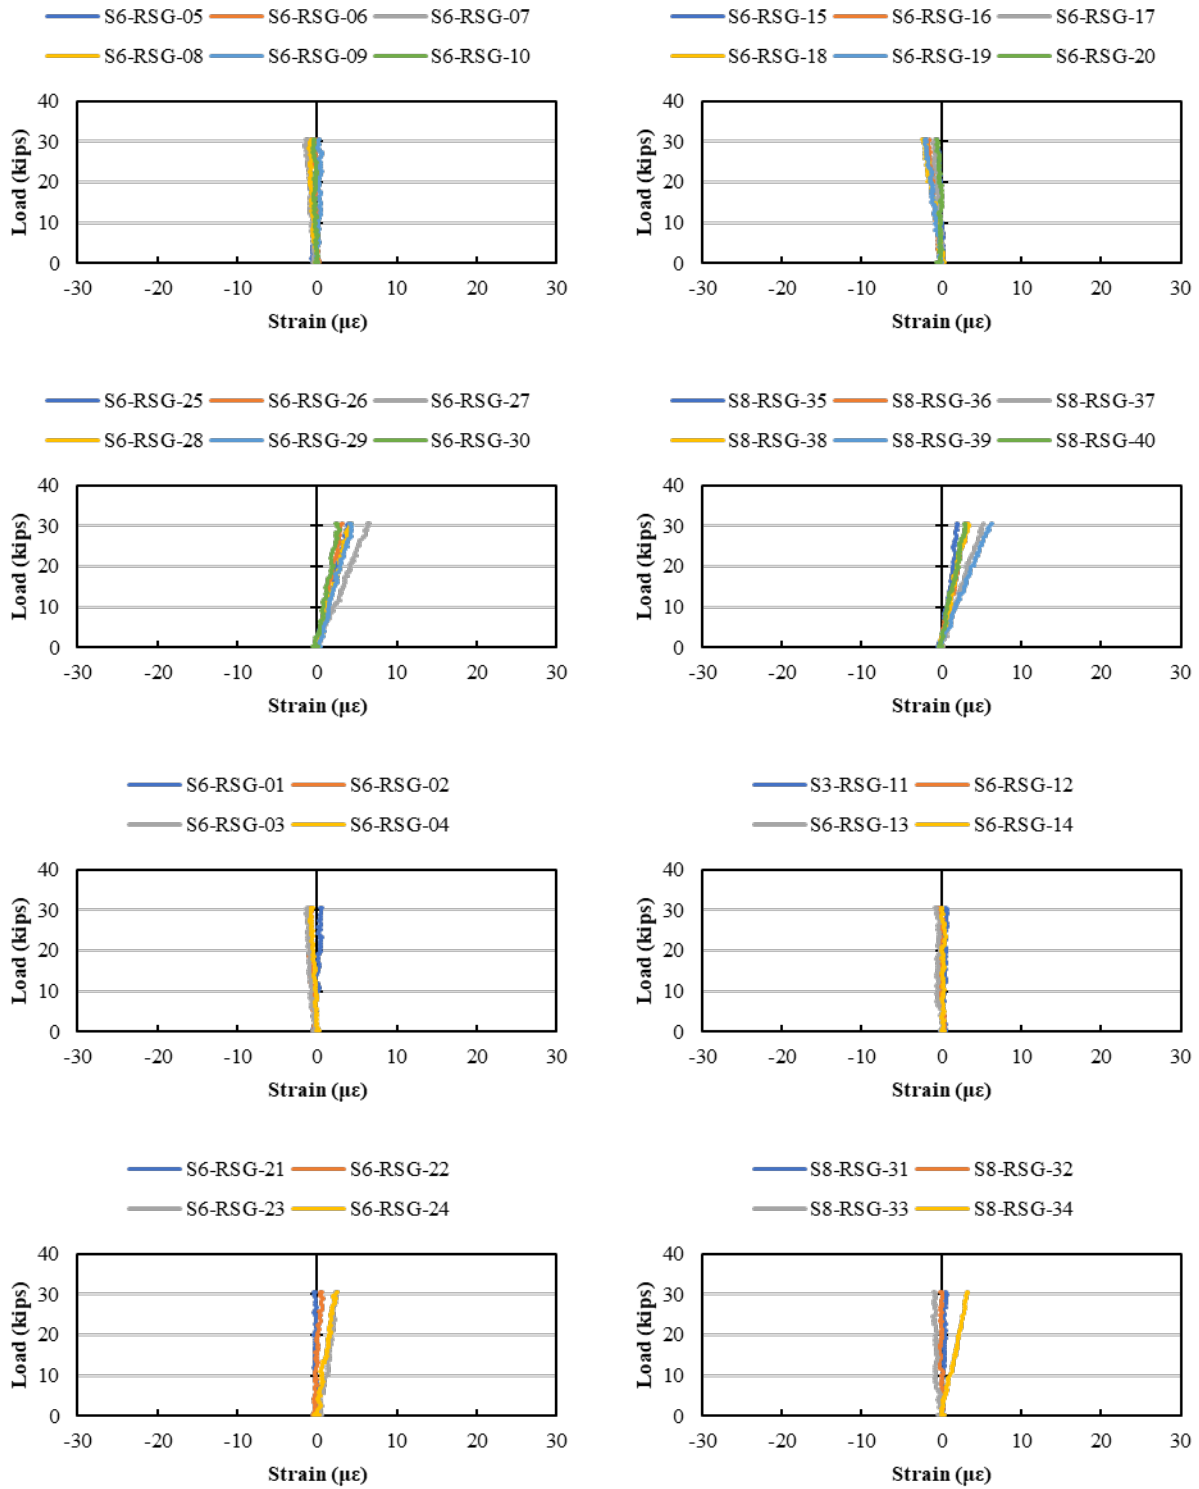 S6-RSG-05 S6-RSG-06 S6-RSG-07
S6-RSG-08 S6-RSG-09 S6-RSG-10
40
30
20
10
0
Load (kips)
-30 -20 -10 0 10 20 30
Strain (µε)
S6-RSG-15 S6-RSG-16 S6-RSG-17
S6-RSG-18 S6-RSG-19 S6-RSG-20
40
30
20
10
0
Load (kips)
-30 -20 -10 0 10 20 30
Strain (µε)
S6-RSG-25 S6-RSG-26 S6-RSG-27
S6-RSG-28 S6-RSG-29 S6-RSG-30
40
30
20
10
0
Load (kips)
-30 -20 -10 0 10 20 30
Strain (µε)
S8-RSG-35 S8-RSG-36 S8-RSG-37
S8-RSG-38 S8-RSG-39 S8-RSG-40
40
30
20
10
0
Load (kips)
-30 -20 -10 0 10 20 30
Strain (µε)
S6-RSG-01 S6-RSG-02
S6-RSG-03 S6-RSG-04
40
30
20
10
0
Load (kips)
-30 -20 -10 0 10 20 30
Strain (µε)
S3-RSG-11 S6-RSG-12
S6-RSG-13 S6-RSG-14
40
30
20
10
0
Load (kips)
-30 -20 -10 0 10 20 30
Strain (µε)
S6-RSG-21 S6-RSG-22
S6-RSG-23 S6-RSG-24
40
30
20
10
0
Load (kips)
-30 -20 -10 0 10 20 30
Strain (µε)
S8-RSG-31 S8-RSG-32
S8-RSG-33 S8-RSG-34
40
30
20
10
0
Load (kips)
-30 -20 -10 0 10 20 30
Strain (µε)